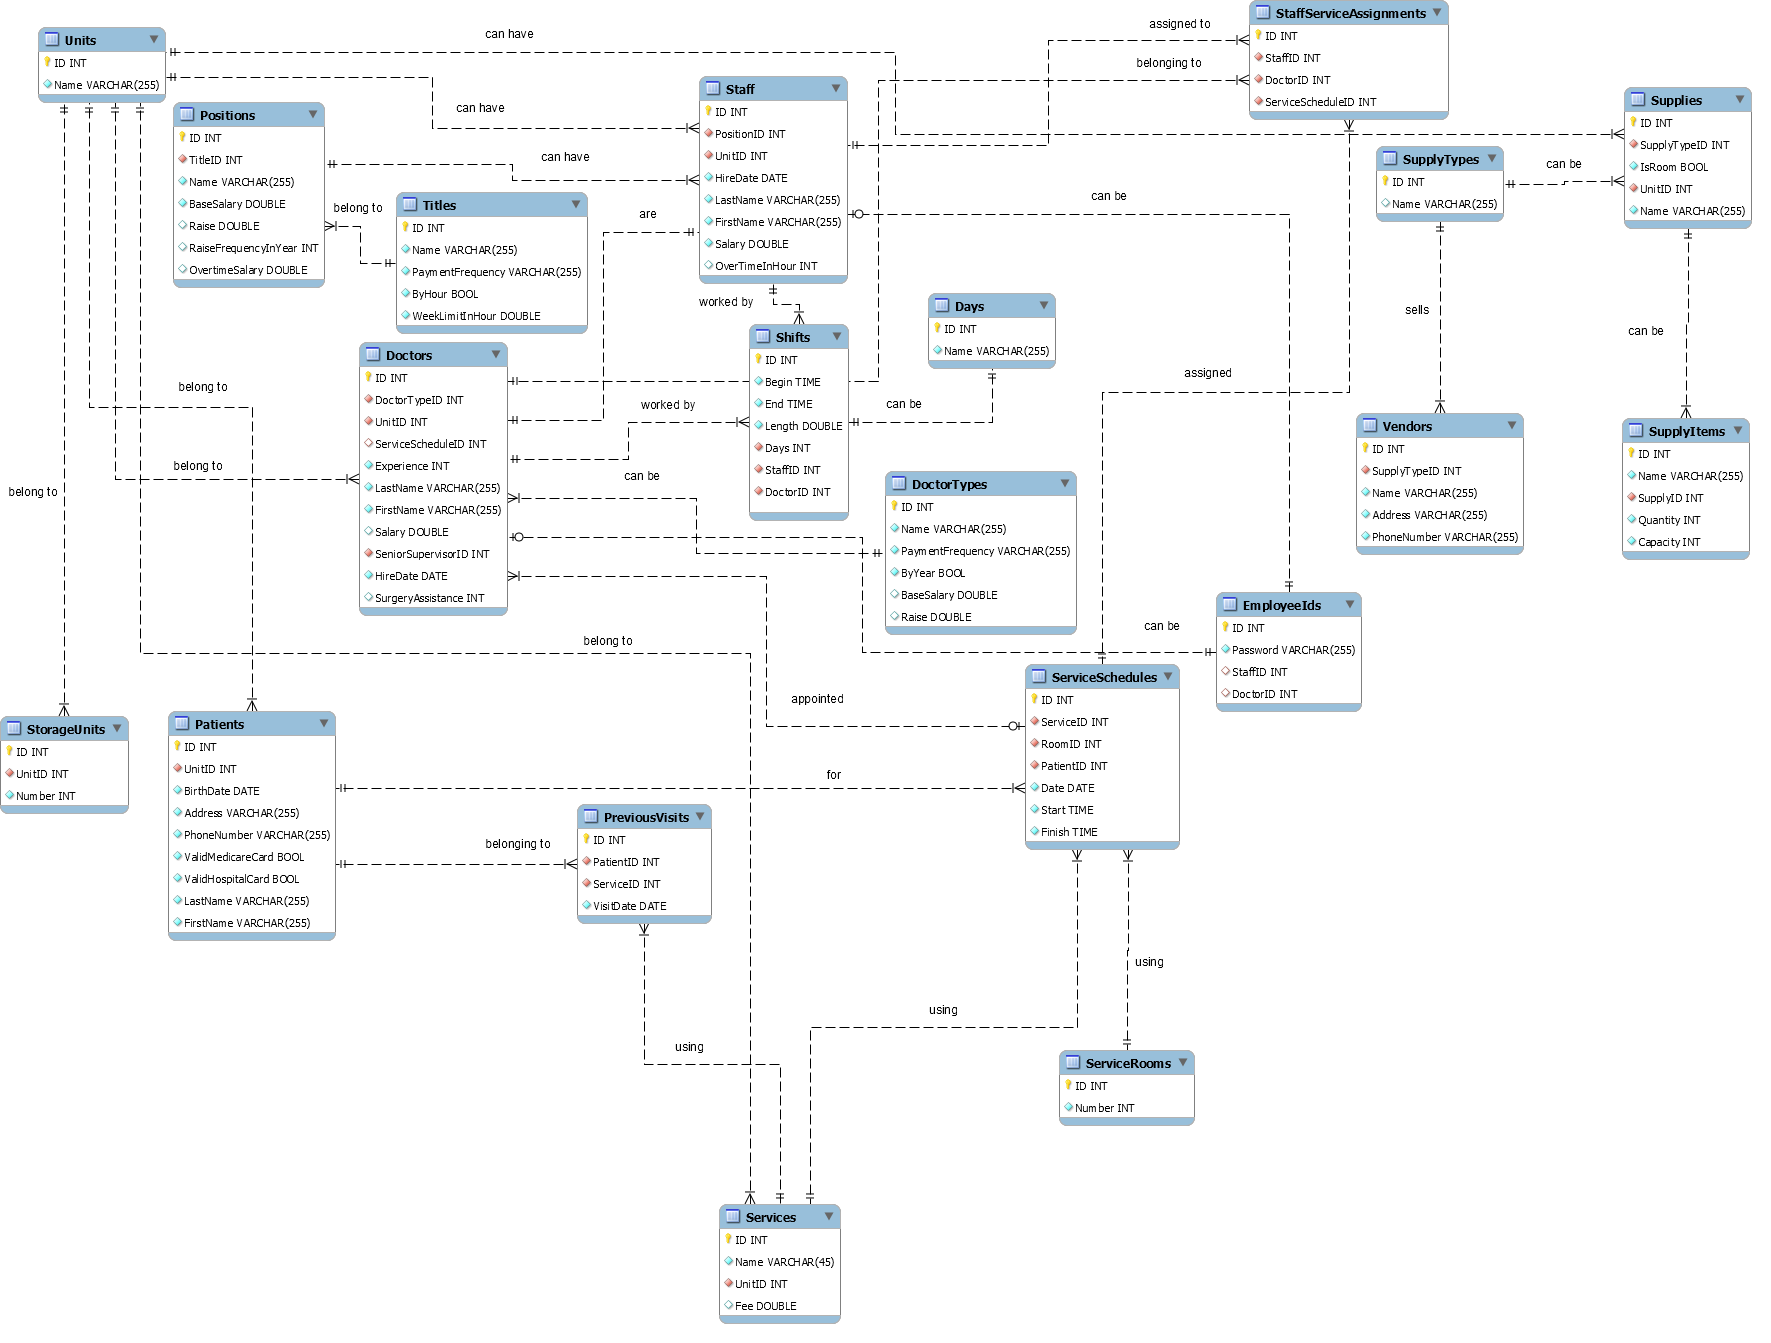 Units
ID INT
Name VARCHAR(255)
can have
can have
Positions
ID INT
TitleID INT
Name VARCHAR(255)
BaseSalary DOUBLE
Raise DOUBLE
RaiseFrequencyInYear INT
OvertimeSalary DOUBLE
belong to
Titles
ID INT
Name VARCHAR(255)
PaymentFrequency VARCHAR(255)
ByHour BOOL
WeekLimitInHour DOUBLE
can have
are
Staff
ID INT
PositionID INT
UnitID INT
HireDate DATE
LastName VARCHAR(255)
FirstName VARCHAR(255)
Salary DOUBLE
OverTimeInHour INT
worked by
assigned to
belonging to
StaffServiceAssignments
ID INT
StaffID INT
DoctorID INT
ServiceScheduleID INT
can be
SupplyTypes
ID INT
Name VARCHAR(255)
can be
Supplies
ID INT
SupplyTypeID INT
IsRoom BOOL
UnitID INT
Name VARCHAR(255)
sells
can be
Doctors
ID INT
DoctorTypeID INT
UnitID INT
ServiceScheduleID INT
Experience INT
LastName VARCHAR(255)
FirstName VARCHAR(255)
Salary DOUBLE
SeniorSupervisorID INT
HireDate DATE
SurgeryAssistance INT
worked by
can be
Shifts
ID INT
Begin TIME
End TIME
Length DOUBLE
Days INT
StaffID INT
DoctorID INT
Days
ID INT
Name VARCHAR(255)
can be
assigned
DoctorTypes
ID INT
Name VARCHAR(255)
PaymentFrequency VARCHAR(255)
ByYear BOOL
BaseSalary DOUBLE
Raise DOUBLE
Vendors
ID INT
SupplyTypeID INT
Name VARCHAR(255)
Address VARCHAR(255)
PhoneNumber VARCHAR(255)
SupplyItems
ID INT
Name VARCHAR(255)
SupplyID INT
Quantity INT
Capacity INT
belong to
belong to
belong to
belong to
can be
EmployeeIds
ID INT
Password VARCHAR(255)
StaffID INT
DoctorID INT
appointed
ServiceSchedules
ID INT
ServiceID INT
RoomID INT
PatientID INT
Date DATE
Start TIME
Finish TIME
StorageUnits
ID INT
UnitID INT
Number INT
Patients
ID INT
UnitID INT
BirthDate DATE
Address VARCHAR(255)
PhoneNumber VARCHAR(255)
ValidMedicareCard BOOL
ValidHospitalCard BOOL
LastName VARCHAR(255)
FirstName VARCHAR(255)
for
belonging to
PreviousVisits
ID INT
PatientID INT
ServiceID INT
VisitDate DATE
using
using
using
ServiceRooms
ID INT
Number INT
Services
ID INT
Name VARCHAR(45)
UnitID INT
Fee DOUBLE